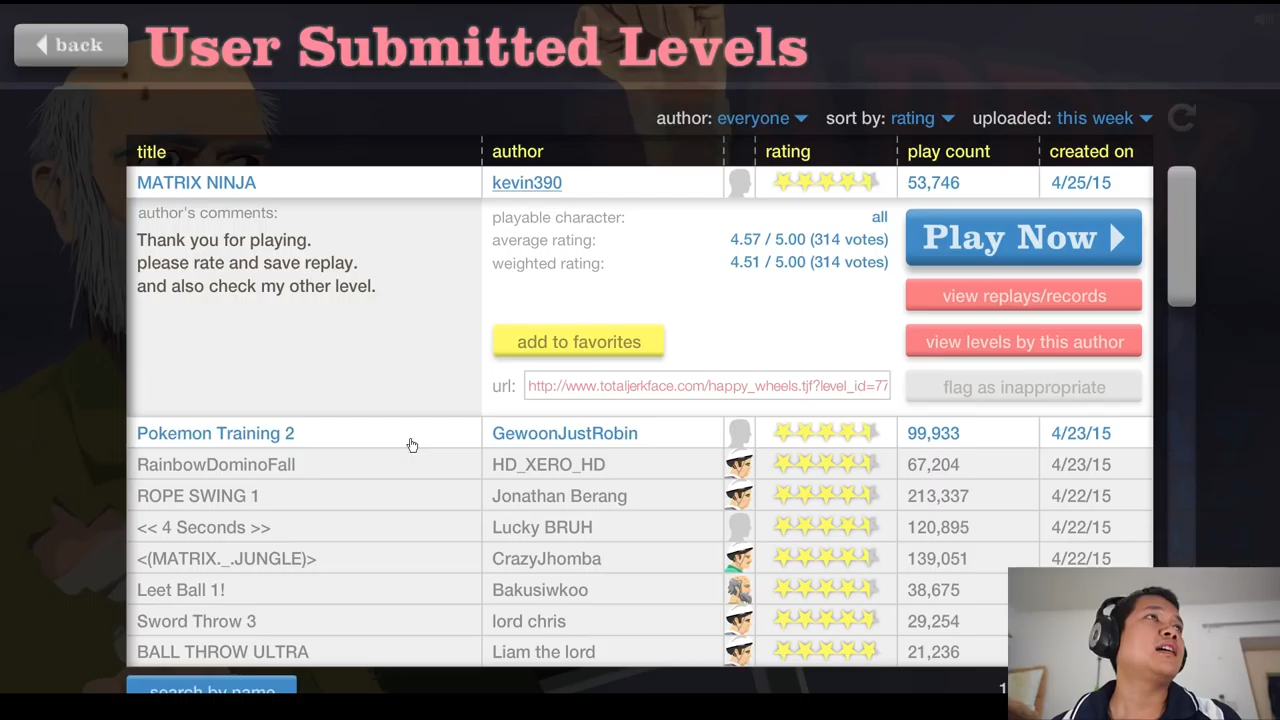 back
User Submitted Levels
author: everyone sort by: rating uploaded: this week
title author rating play count created on
MATRIX NINJA kevin390 53,746 4/25/15
author's comments:
Thank you for playing.
please rate and save replay.
and also check my other level.
playable character: all
average rating: 4.57 / 5.00 (314 votes)
weighted rating: 4.51 / 5.00 (314 votes)
add to favorites
url: http://www.totaljerkface.com/happy_wheels.tjf?level_id=77
Play Now
view replays/records
view levels by this author
flag as inappropriate
Pokemon Training 2 GewoonJustRobin 99,933 4/23/15
RainbowDominoFall HD_XERO_HD 67,204 4/23/15
ROPE SWING 1 Jonathan Berang 213,337 4/22/15
<< 4 Seconds >> Lucky BRUH 120,895 4/22/15
<(MATRIX._.JUNGLE)> CrazyJhomba 139,051 4/22/15
Leet Ball 1! Bakusiwkoo 38,675
Sword Throw 3 lord chris 29,254
BALL THROW ULTRA Liam the lord 21,236
search by name